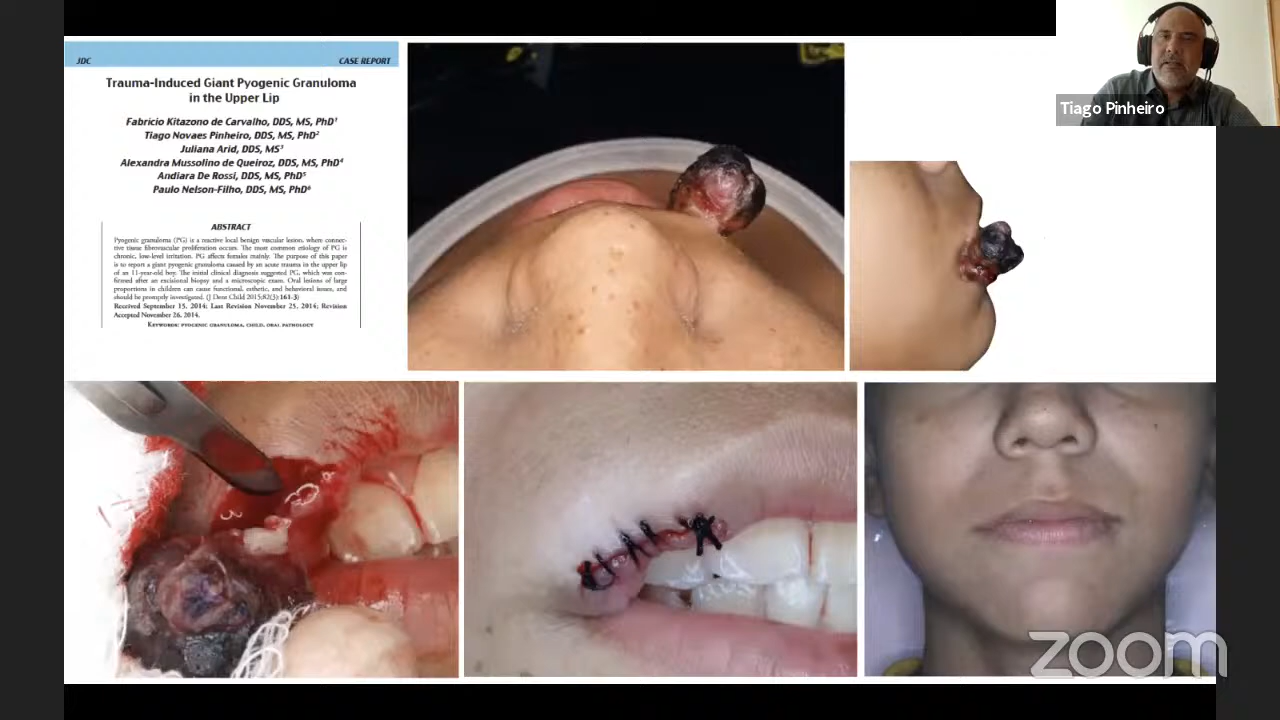 JDC
CASE REPORT
Trauma-Induced Giant Pyogenic Granuloma
in the Upper Lip
Fabrício Kitazono de Carvalho, DDS, MS, PhD¹
Tiago Novaes Pinheiro, DDS, MS, PhD²
Juliana Arid, DDS, MS³
Alexandra Mussolino de Queiroz, DDS, MS, PhD⁴
Andiara De Rossi, DDS, MS, PhD⁵
Paulo Nelson-Filho, DDS, MS, PhD⁶
ABSTRACT
Pyogenic granuloma (PG) is a reactive local benign vascular lesion, where connec-
tive tissue fibrovascular proliferation occurs. The most common etiology of PG is
chronic, low-level irritation. PG affects females mainly. The purpose of this paper
is to report a giant pyogenic granuloma caused by an acute trauma in the upper lip
of an 11-year-old boy. The initial clinical diagnosis suggested PG, which was con-
firmed after an excisional biopsy and a microscopic exam. Oral lesions of large
proportions in children can cause functional, esthetic, and behavioral issues, and
should be promptly investigated. (J Dent Child 2015;82(3):161-3)
Received September 15, 2014; Last Revision November 25, 2014; Revision
Accepted November 26, 2014.
KEYWORDS: PYOGENIC GRANULOMA, CHILD, ORAL PATHOLOGY
Tiago Pinheiro
zoom